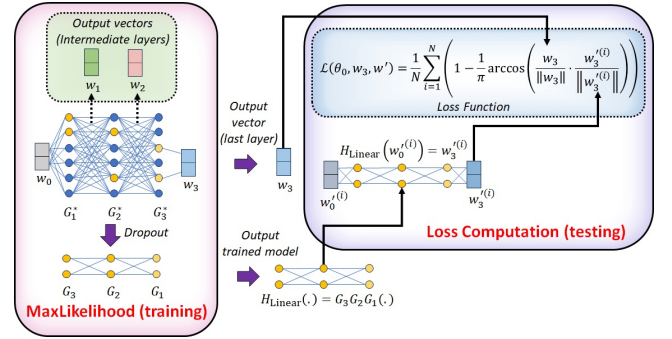 Output vectors
(Intermediate layers)
w₁ w₂
w₀
w₃
G₁* G₂* G₃*
Dropout
G₃ G₂ G₁
MaxLikelihood (training)
Output
vector
(last layer)
w₃
Output
trained model
H_Linear(.) = G₃G₂G₁(.)
ℒ(θ₀, w₃, w′) = 1/N ∑_{i=1}^{N} (1 − 1/π arccos(w₃/‖w₃‖ · w₃′⁽ⁱ⁾/‖w₃′⁽ⁱ⁾‖))
Loss Function
H_Linear(w₀′⁽ⁱ⁾) = w₃′⁽ⁱ⁾
w₀′⁽ⁱ⁾
w₃′⁽ⁱ⁾
Loss Computation (testing)